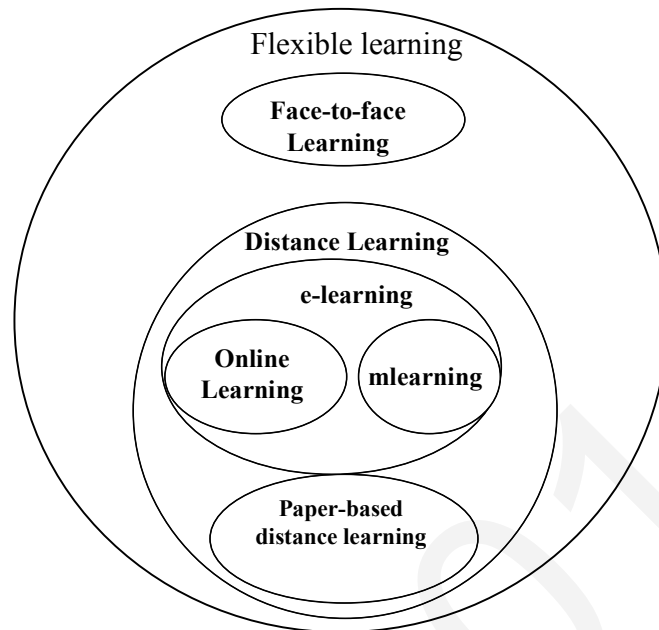 Flexible learning
Face-to-face
Learning
Distance Learning
e-learning
Online
Learning
mlearning
Paper-based
distance learning